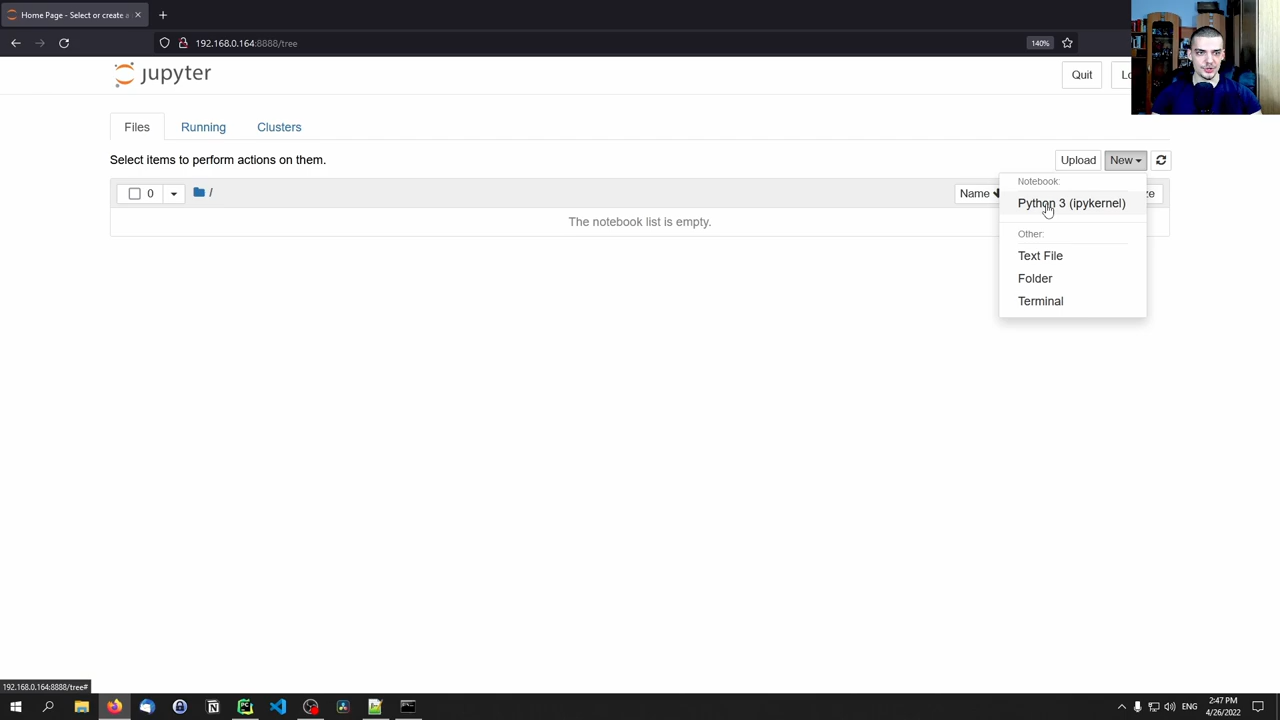 Home Page - Select or create a
192.168.0.164:8888/tree
140%
jupyter
Quit
Files
Running
Clusters
Select items to perform actions on them.
Upload
New
0
/
Name
Notebook:
Python 3 (ipykernel)
The notebook list is empty.
Other:
Text File
Folder
Terminal
192.168.0.164:8888/tree#
ENG
2:47 PM
4/26/2022